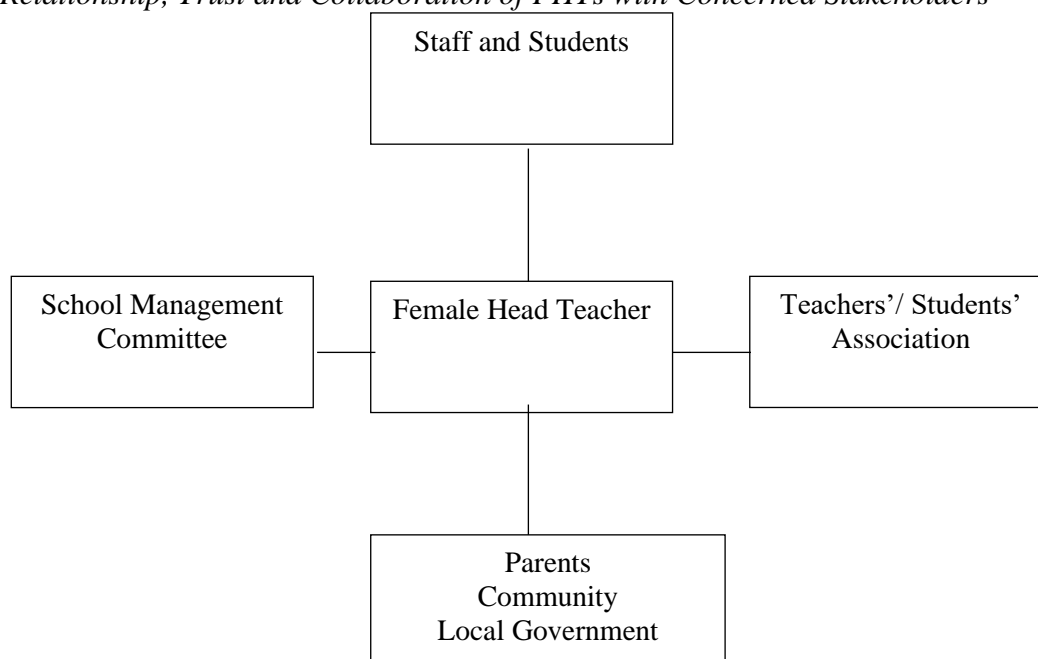 Relationship, Trust and Collaboration of FHTs with Concerned Stakeholders
Staff and Students
School Management
Committee
Female Head Teacher
Teachers’/ Students’
Association
Parents
Community
Local Government